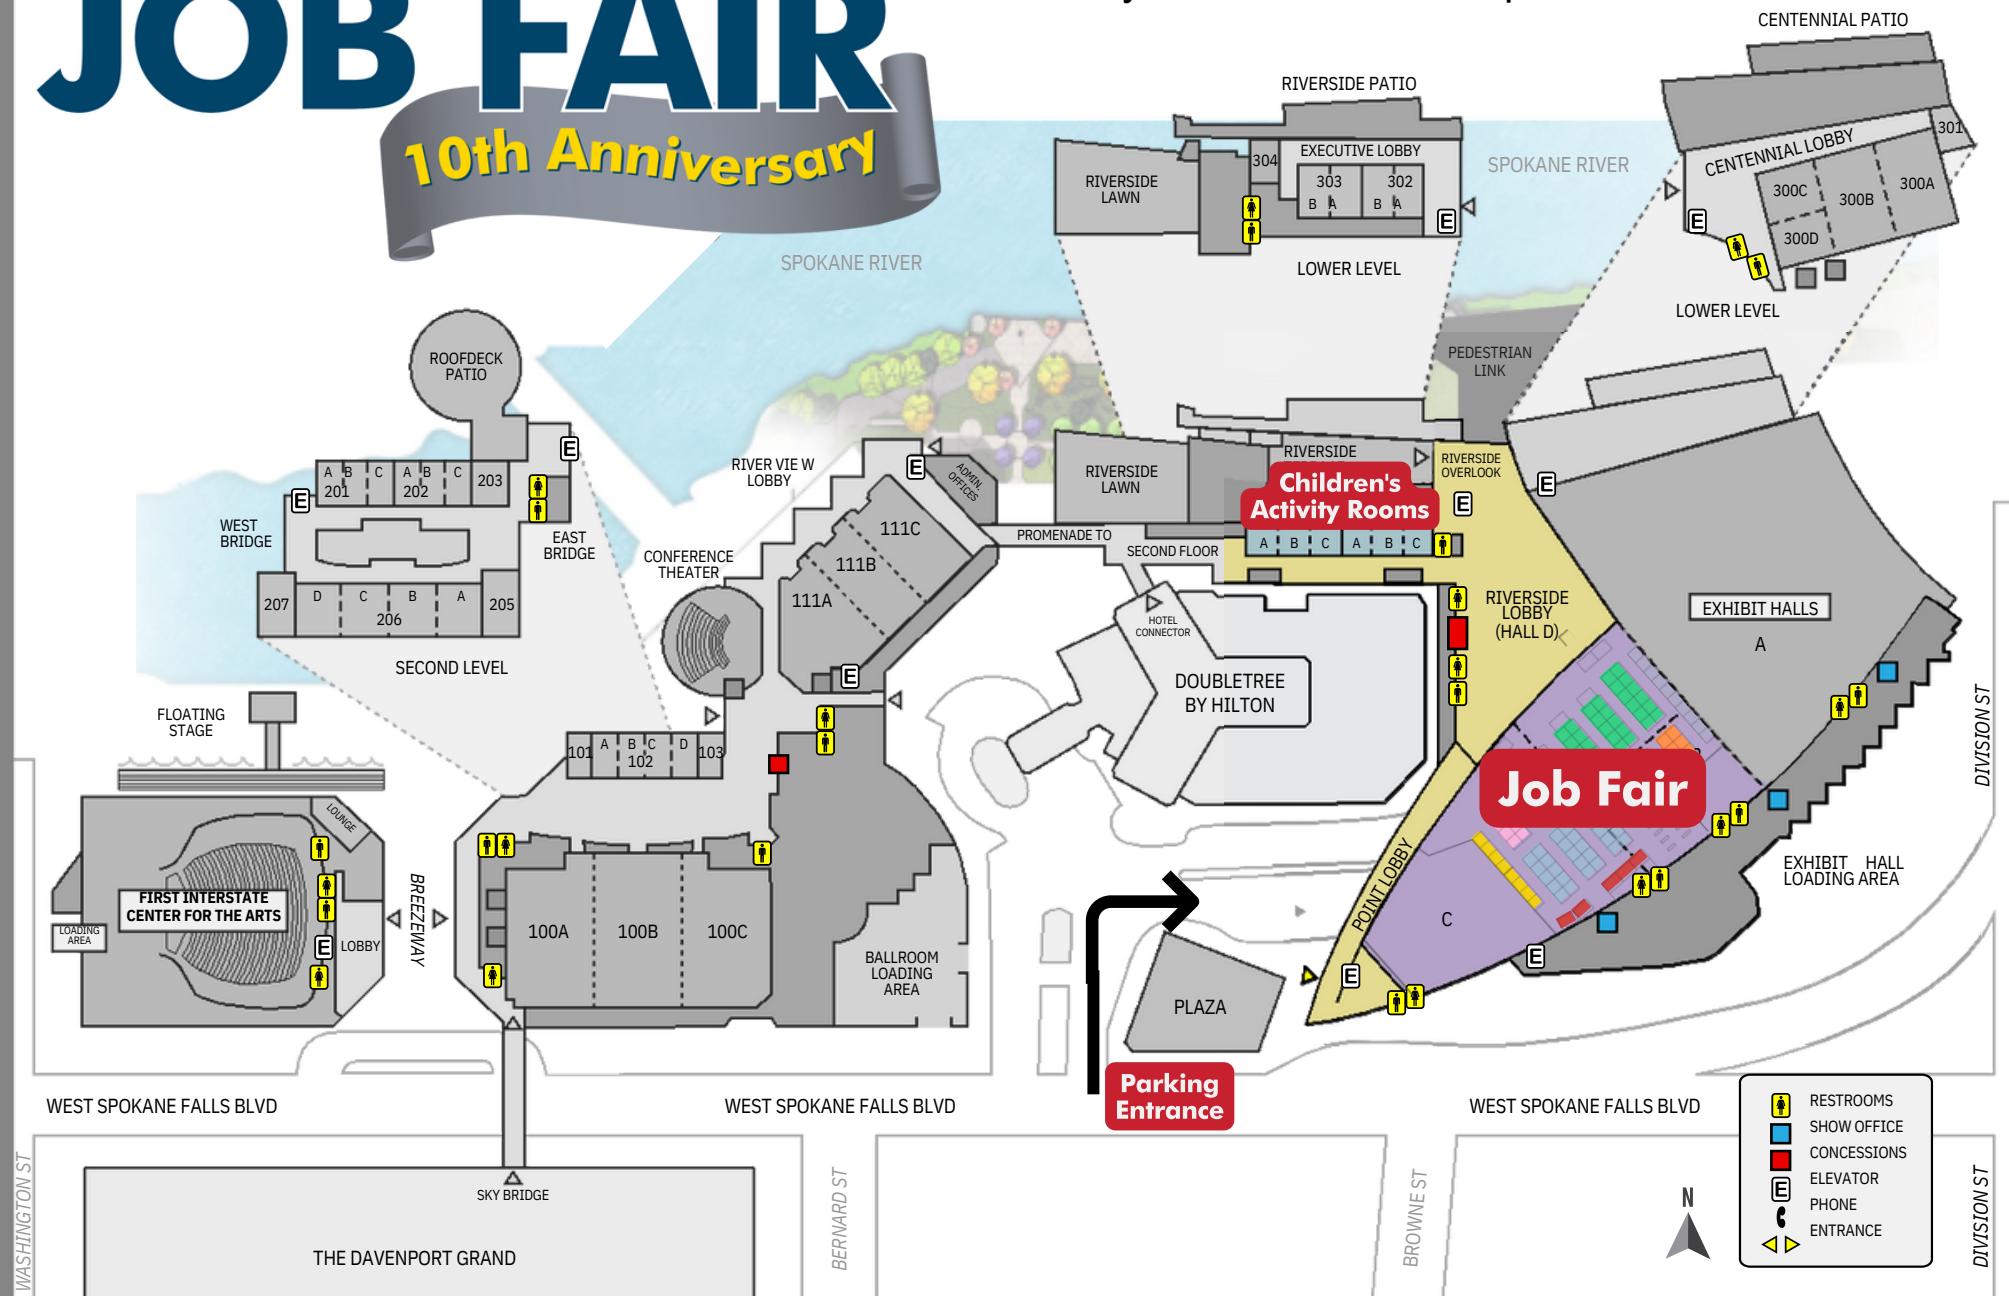 JOB FAIR
10th Anniversary
CENTENNIAL PATIO
RIVERSIDE PATIO
301
CENTENNIAL LOBBY
300C
300B
300A
300D
LOWER LEVEL
304
EXECUTIVE LOBBY
303
302
B A
B A
RIVERSIDE
LAWN
SPOKANE RIVER
E
E
LOWER LEVEL
SPOKANE RIVER
PEDESTRIAN
LINK
ROOFDECK
PATIO
E
A B C A B C
201
202
203
E
WEST
BRIDGE
EAST
BRIDGE
207
D C B A
206
205
SECOND LEVEL
RIVER VIE W
LOBBY
E
ADMIN.
OFFICES
111C
111B
111A
E
CONFERENCE
THEATER
RIVERSIDE
LAWN
RIVERSIDE
Children's
Activity Rooms
A B C A B C
RIVERSIDE
OVERLOOK
E
E
PROMENADE TO
SECOND FLOOR
HOTEL
CONNECTOR
DOUBLETREE
BY HILTON
RIVERSIDE
LOBBY
(HALL D)
EXHIBIT HALLS
A
Job Fair
C
POINT LOBBY
E
E
EXHIBIT HALL
LOADING AREA
DIVISION ST
FLOATING
STAGE
101
A B C D
102
103
LOUNGE
FIRST INTERSTATE
CENTER FOR THE ARTS
LOADING
AREA
E
LOBBY
BREEZEWAY
100A
100B
100C
BALLROOM
LOADING
AREA
PLAZA
Parking
Entrance
WEST SPOKANE FALLS BLVD
WEST SPOKANE FALLS BLVD
WEST SPOKANE FALLS BLVD
WASHINGTON ST
SKY BRIDGE
THE DAVENPORT GRAND
BERNARD ST
BROWNE ST
N
RESTROOMS
SHOW OFFICE
CONCESSIONS
E
ELEVATOR
PHONE
ENTRANCE
DIVISION ST